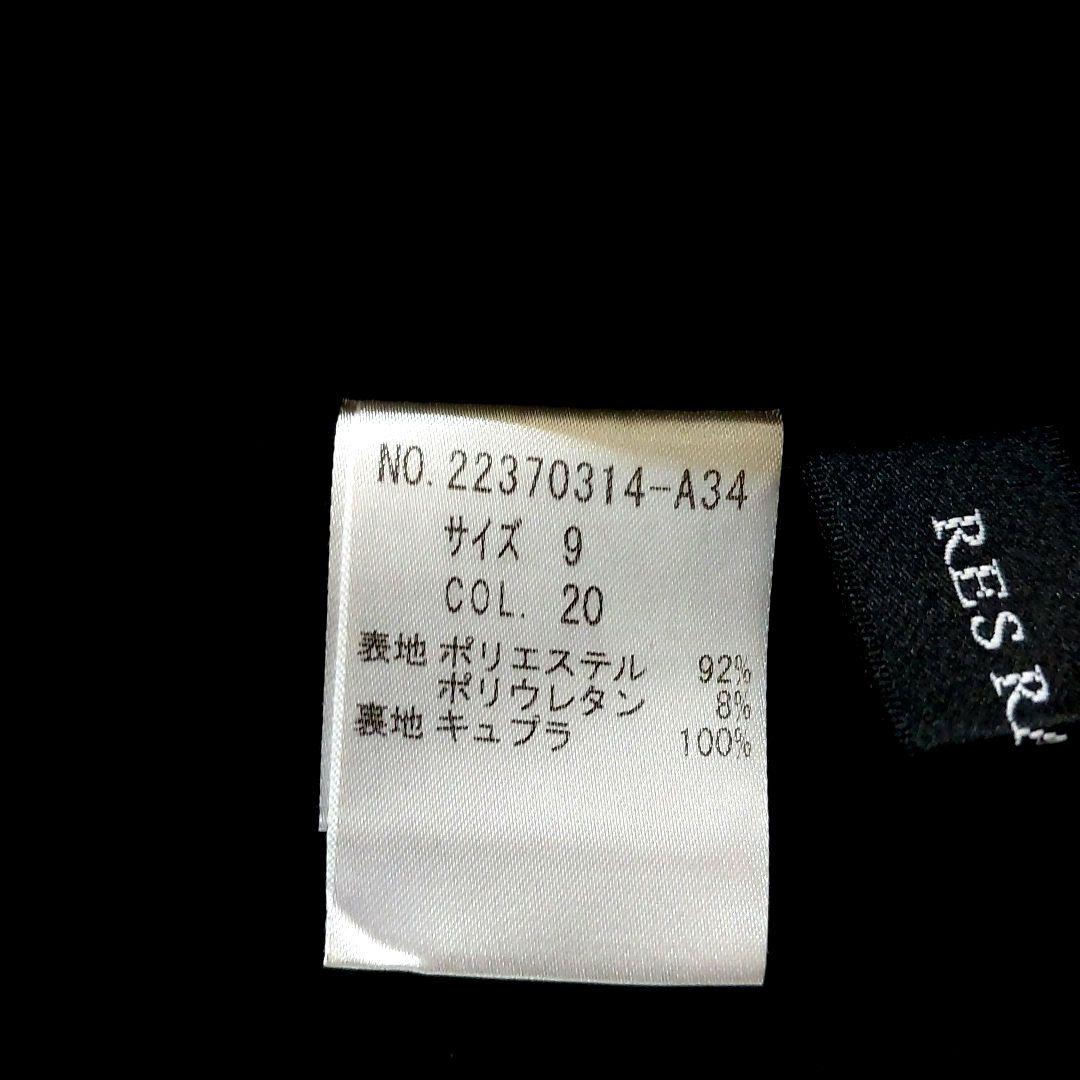 NO.22370314-A34
サイズ 9
COL. 20
表地 ポリエステル 92%
ポリウレタン 8%
裏地 キュプラ 100%
RES